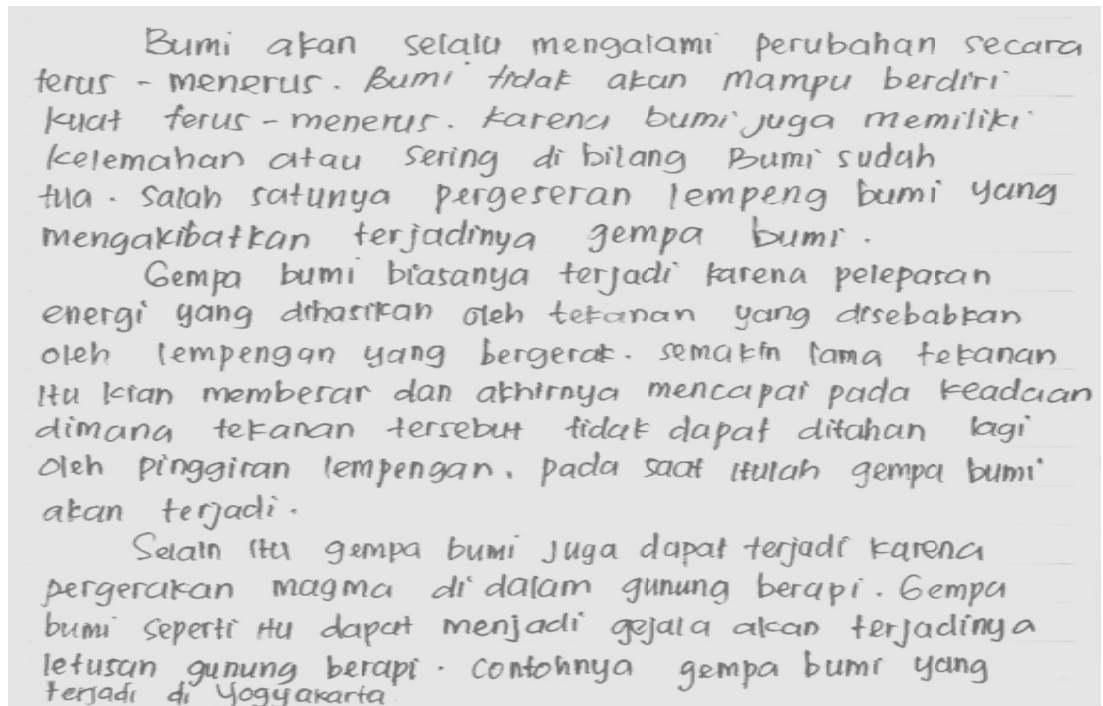 Bumi akan selalu mengalami perubahan secara
terus - menerus. Bumi tidak akan mampu berdiri
kuat terus - menerus. karena bumi juga memiliki
kelemahan atau sering di bilang Bumi sudah
tua. Salah satunya pergeseran lempeng bumi yang
mengakibatkan terjadinya gempa bumi.
Gempa bumi biasanya terjadi karena pelepasan
energi yang dihasilkan oleh tekanan yang disebabkan
oleh lempengan yang bergerak. semakin lama tekanan
itu kian membesar dan akhirnya mencapai pada keadaan
dimana tekanan tersebut tidak dapat ditahan lagi
oleh pinggiran lempengan. pada saat itulah gempa bumi
akan terjadi.
Selain itu gempa bumi juga dapat terjadi karena
pergerakan magma di dalam gunung berapi. Gempa
bumi seperti itu dapat menjadi gejala akan terjadinya
letusan gunung berapi. contohnya gempa bumi yang
terjadi di Yogyakarta